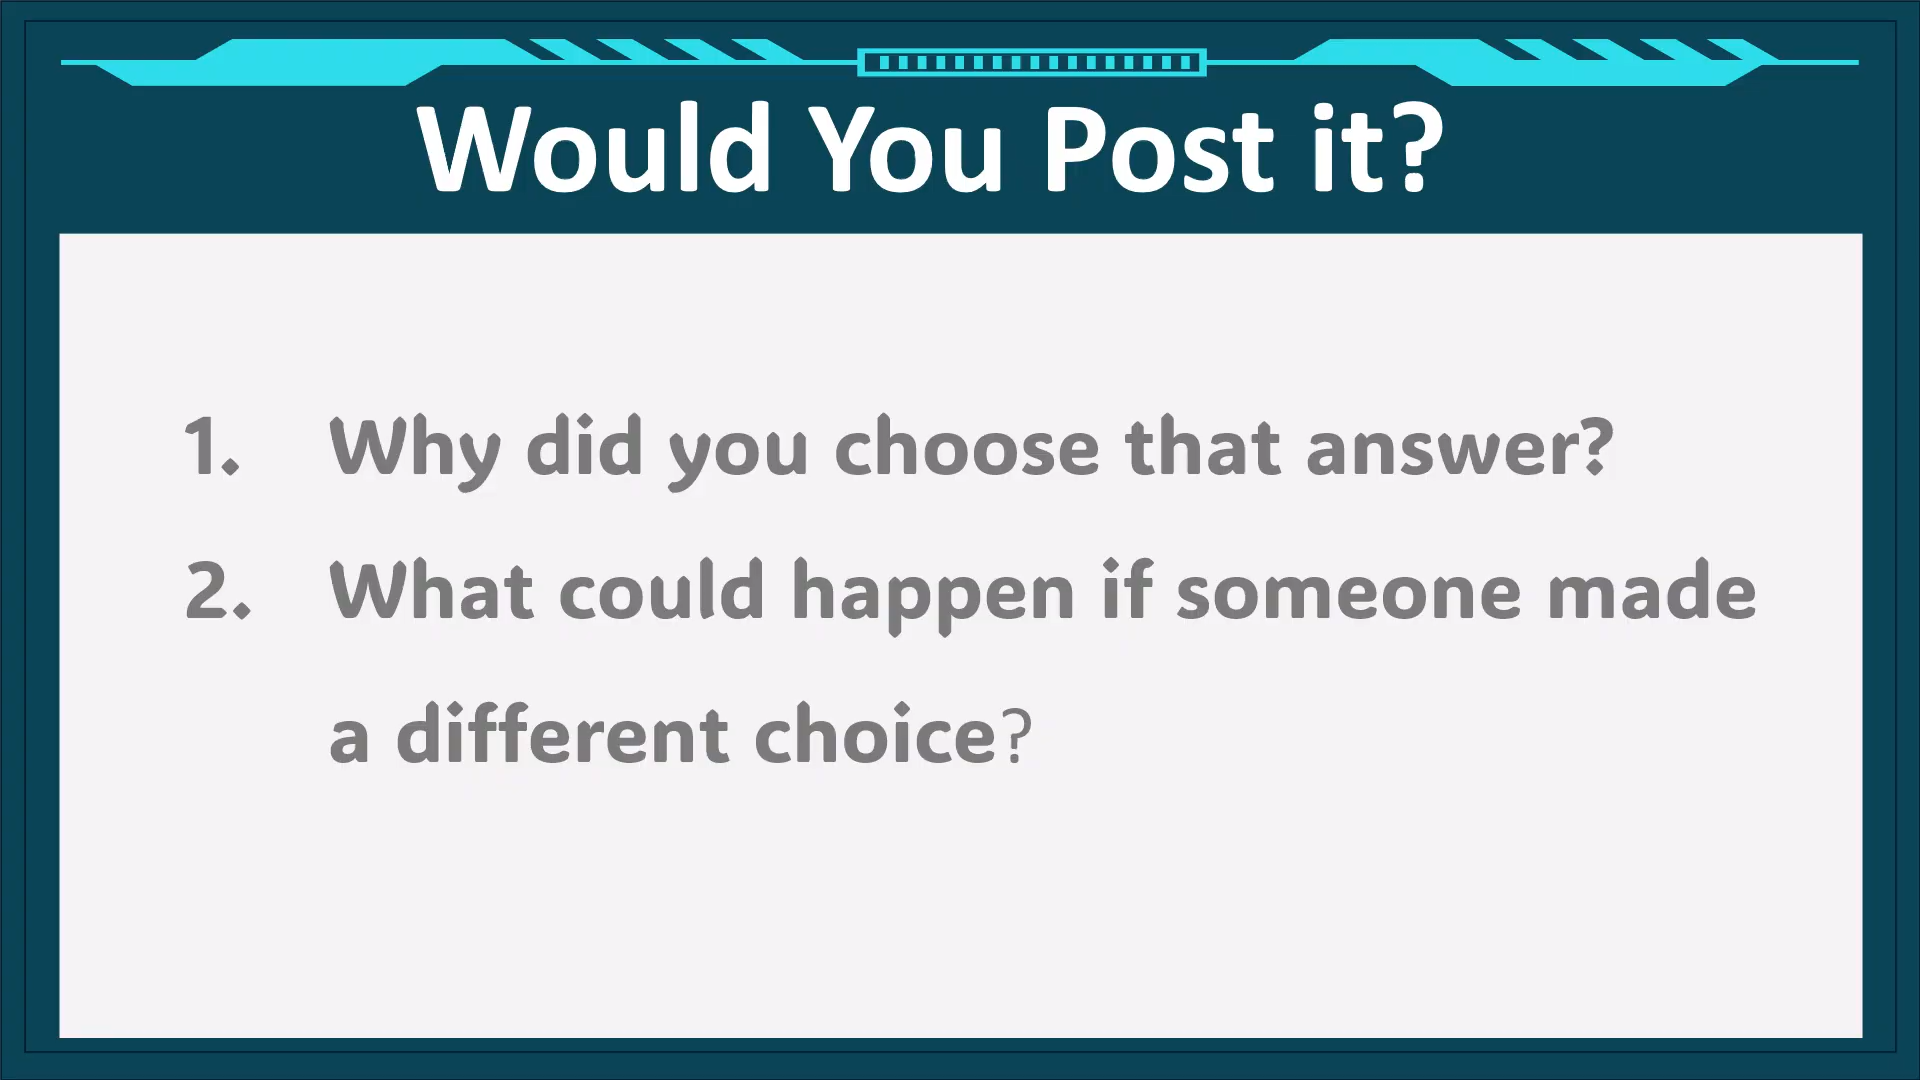 Would You Post it?
1. Why did you choose that answer?
2. What could happen if someone made
a different choice?